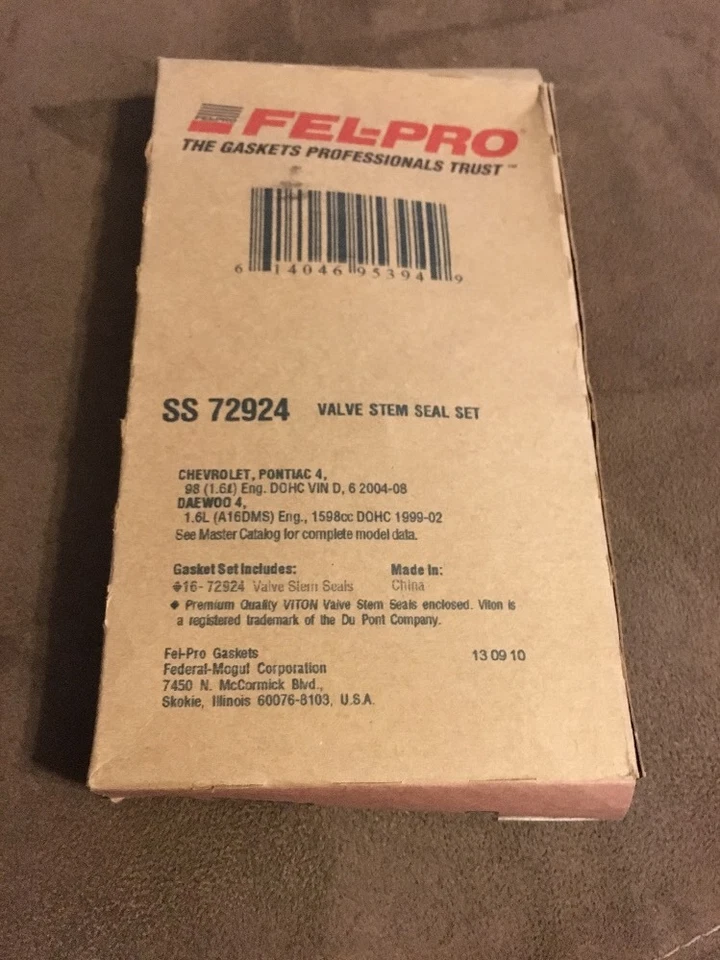 FEL-PRO
FEL-PRO®
THE GASKETS PROFESSIONALS TRUST™
6 14046 95394 9
SS 72924 VALVE STEM SEAL SET
CHEVROLET, PONTIAC 4,
98 (1.6ℓ) Eng. DOHC VIN D, 6 2004-08
DAEWOO 4,
1.6L (A16DMS) Eng., 1598cc DOHC 1999-02
See Master Catalog for complete model data.
Gasket Set Includes: Made In:
◆16- 72924 Valve Stem Seals China
◆ Premium Quality VITON Valve Stem Seals enclosed. Viton is
a registered trademark of the Du Pont Company.
Fel-Pro Gaskets 13 09 10
Federal-Mogul Corporation
7450 N. McCormick Blvd.,
Skokie, Illinois 60076-8103, U.S.A.